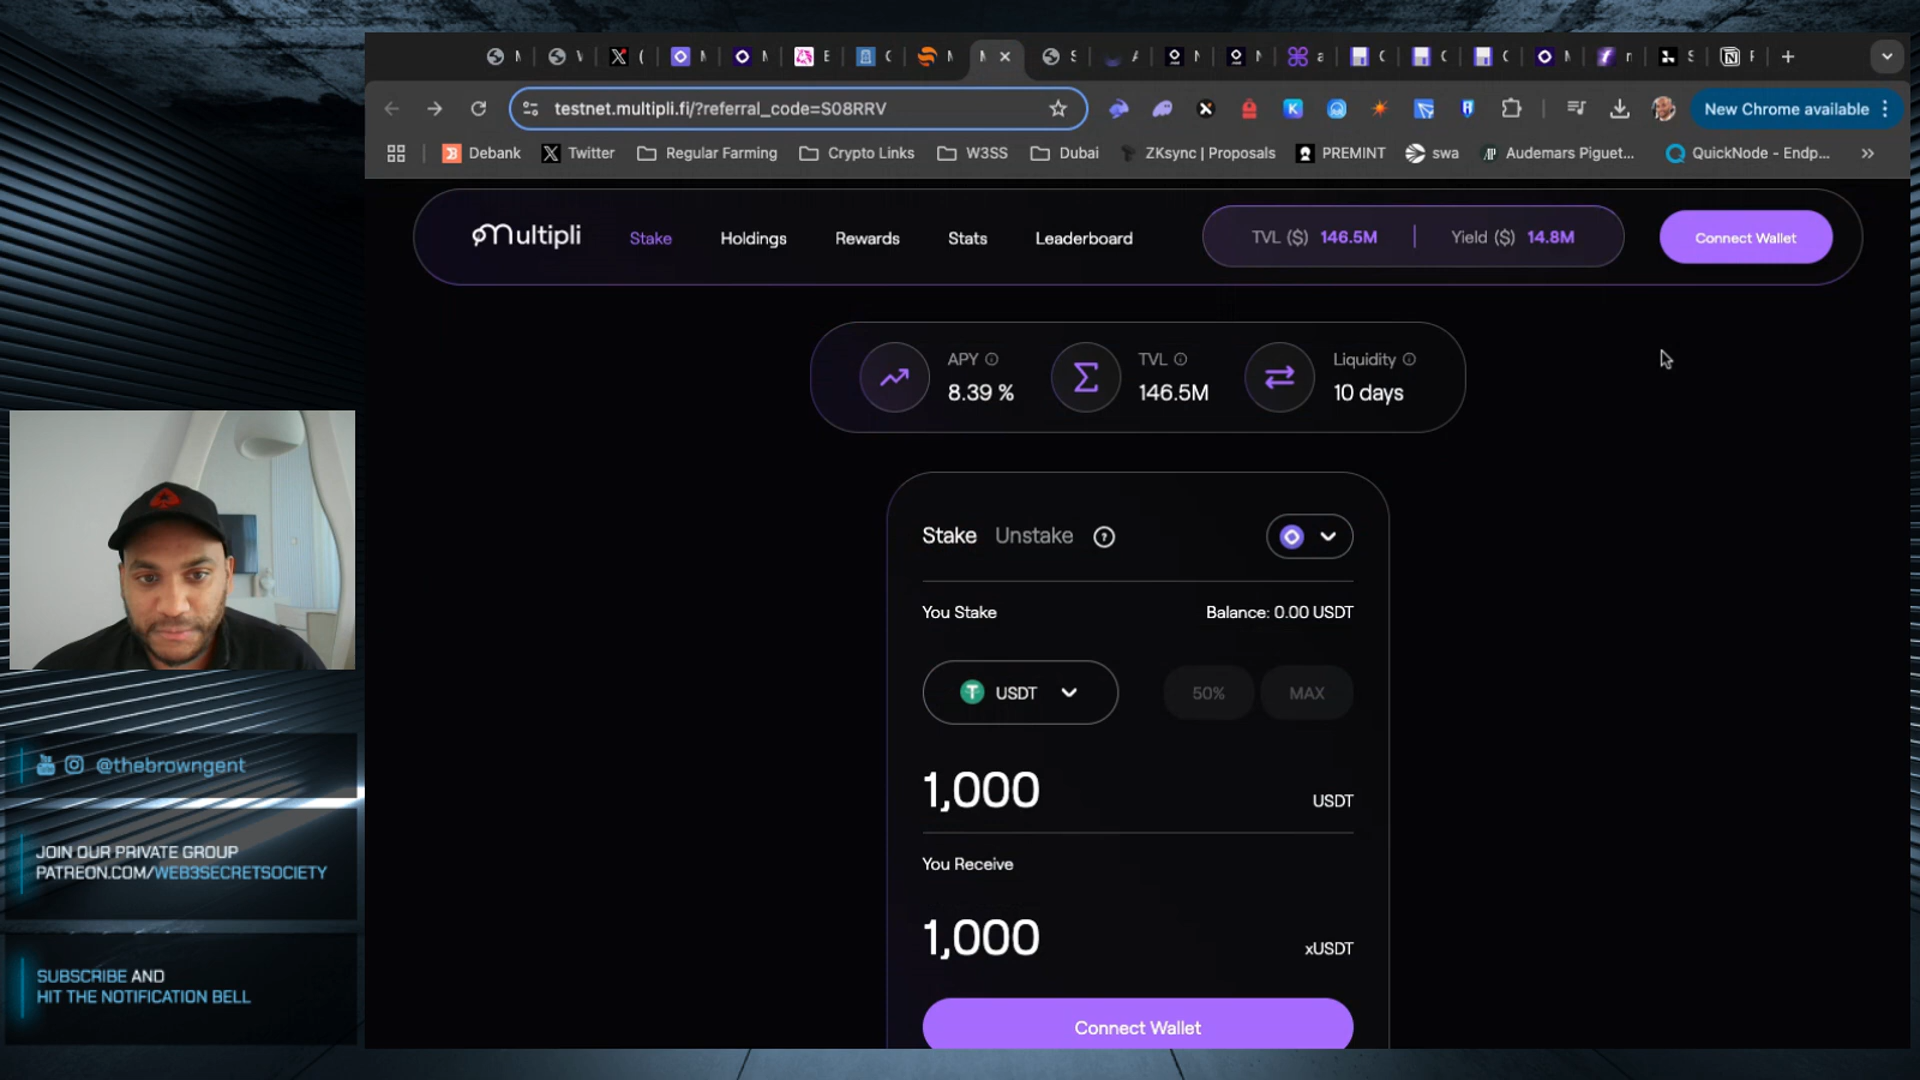 testnet.multipli.fi/?referral_code=S08RRV
New Chrome available
Debank
Twitter
Regular Farming
Crypto Links
W3SS
Dubai
ZKsync | Proposals
PREMINT
swa
Audemars Piguet...
QuickNode - Endp...
Multipli
Stake
Holdings
Rewards
Stats
Leaderboard
TVL ($) 146.5M
Yield ($) 14.8M
Connect Wallet
APY
8.39 %
TVL
146.5M
Liquidity
10 days
Stake Unstake
You Stake
Balance: 0.00 USDT
USDT
50%
MAX
1,000
USDT
You Receive
1,000
xUSDT
Connect Wallet
@thebrowngent
JOIN OUR PRIVATE GROUP
PATREON.COM/WEB3SECRETSOCIETY
SUBSCRIBE AND
HIT THE NOTIFICATION BELL